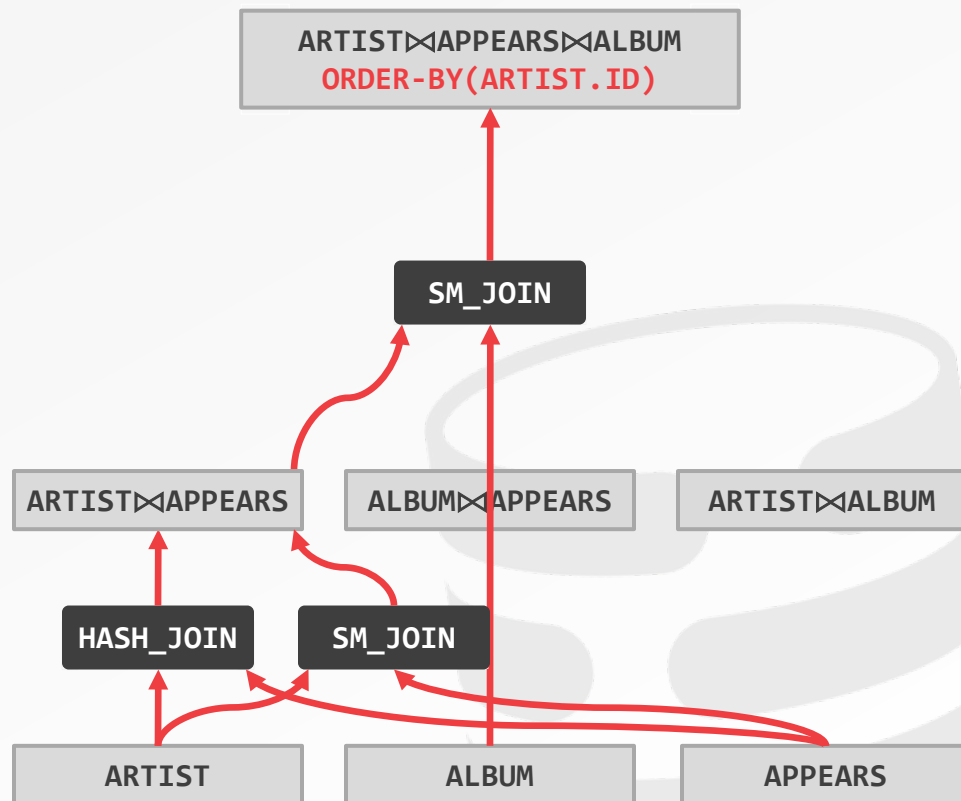 ARTIST⋈APPEARS⋈ALBUM
ORDER-BY(ARTIST.ID)
SM_JOIN
ARTIST⋈APPEARS
ALBUM⋈APPEARS
ARTIST⋈ALBUM
HASH_JOIN
SM_JOIN
ARTIST
ALBUM
APPEARS